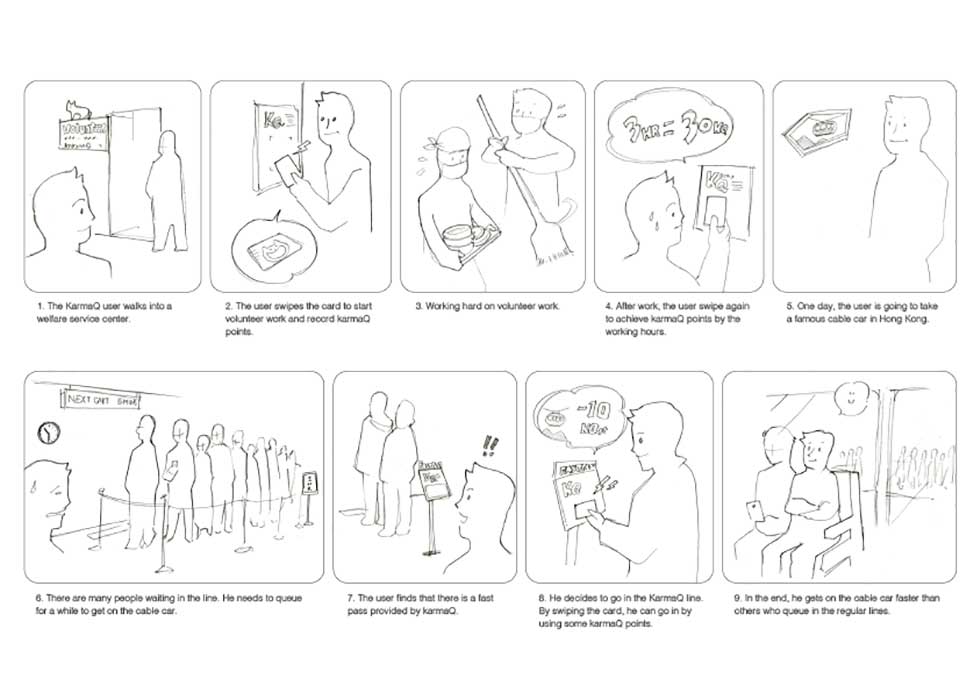 Volunteer
KarmaQ
1. The KarmaQ user walks into a
welfare service center.
KQ
2. The user swipes the card to start
volunteer work and record karmaQ
points.
3. Working hard on volunteer work.
3HR = 30KQ
KQ
4. After work, the user swipe again
to achieve karmaQ points by the
working hours.
5. One day, the user is going to take
a famous cable car in Hong Kong.
NEXT CART 5MIN
6. There are many people waiting in the line. He needs to queue
for a while to get on the cable car.
!!
7. The user finds that there is a fast
pass provided by karmaQ.
-10
KQ
8. He decides to go in the KarmaQ line.
By swiping the card, he can go in by
using some karmaQ points.
9. In the end, he gets on the cable car faster than
others who queue in the regular lines.